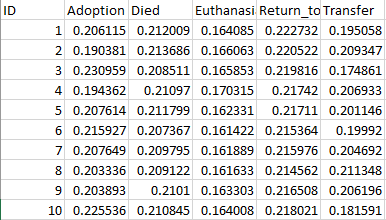 ID Adoption Died Euthanasi Return_to Transfer
1 0.206115 0.212009 0.164085 0.222732 0.195058
2 0.190381 0.213686 0.166063 0.220522 0.209347
3 0.230959 0.208511 0.165853 0.219816 0.174861
4 0.194362 0.21097 0.170315 0.21742 0.206933
5 0.207614 0.211799 0.162331 0.21711 0.201146
6 0.215927 0.207367 0.161422 0.215364 0.19992
7 0.207649 0.209795 0.161889 0.215976 0.204692
8 0.203336 0.209122 0.161633 0.214562 0.211348
9 0.203893 0.2101 0.163303 0.216508 0.206196
10 0.225536 0.210845 0.164008 0.218021 0.181591